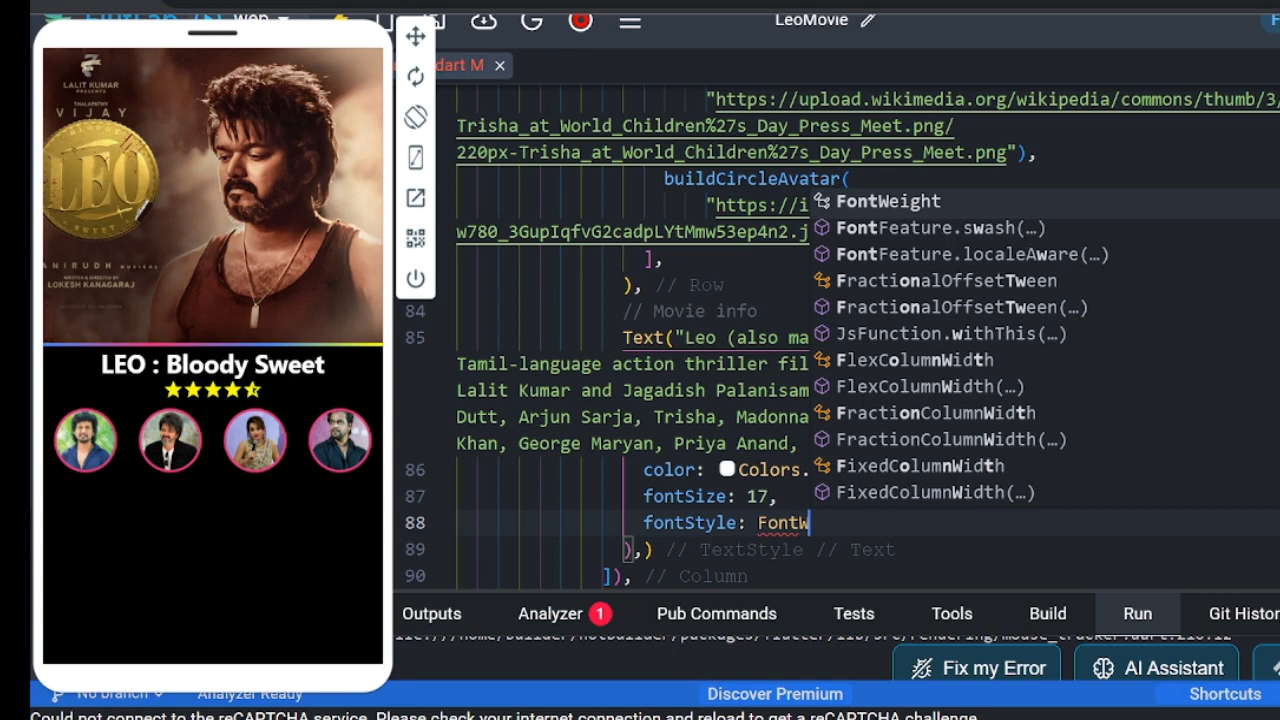 LeoMovie
LALIT KUMAR
PRESENTS
THALAPATHY
VIJAY
LEO
SWEET
ANIRUDH MUSICAL
WRITTEN & DIRECTED BY
LOKESH KANAGARAJ
LEO : Bloody Sweet
dart M ×
"https://upload.wikimedia.org/wikipedia/commons/thumb/3/
Trisha_at_World_Children%27s_Day_Press_Meet.png/
220px-Trisha_at_World_Children%27s_Day_Press_Meet.png"),
buildCircleAvatar(
"https://i
w780_3GupIqfvG2cadpLYtMmw53ep4n2.j
],
), // Row
84 // Movie info
85 Text("Leo (also ma
Tamil-language action thriller fil
Lalit Kumar and Jagadish Palanisam
Dutt, Arjun Sarja, Trisha, Madonna
Khan, George Maryan, Priya Anand,
86 color: Colors.
87 fontSize: 17,
88 fontStyle: FontW
89 ),) // TextStyle // Text
90 ]), // Column
FontWeight
FontFeature.swash(…)
FontFeature.localeAware(…)
FractionalOffsetTween
FractionalOffsetTween(…)
JsFunction.withThis(…)
FlexColumnWidth
FlexColumnWidth(…)
FractionColumnWidth
FractionColumnWidth(…)
FixedColumnWidth
FixedColumnWidth(…)
Outputs Analyzer 1 Pub Commands Tests Tools Build Run Git Histor
Fix my Error AI Assistant
No branch Analyzer Ready Discover Premium Shortcuts
Could not connect to the reCAPTCHA service. Please check your internet connection and reload to get a reCAPTCHA challenge.